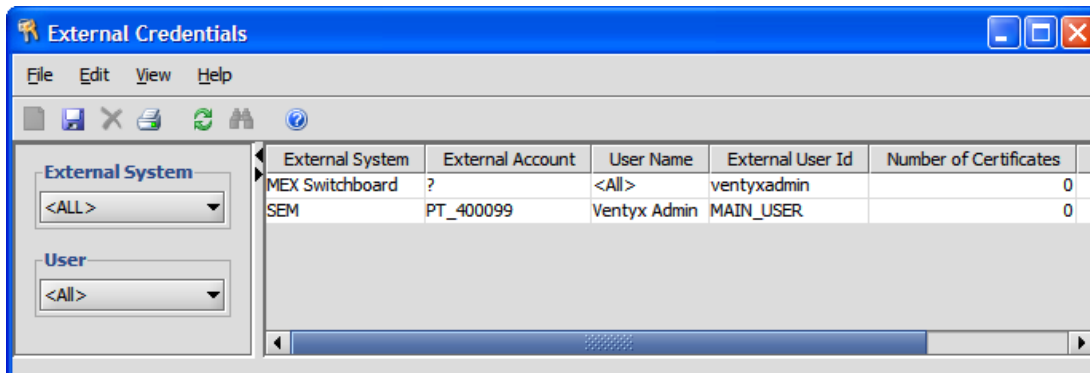 External Credentials
File Edit View Help
External System
<ALL>
User
<All>
External System External Account User Name External User Id Number of Certificates
MEX Switchboard ? <All> ventyxadmin 0
SEM PT_400099 Ventyx Admin MAIN_USER 0